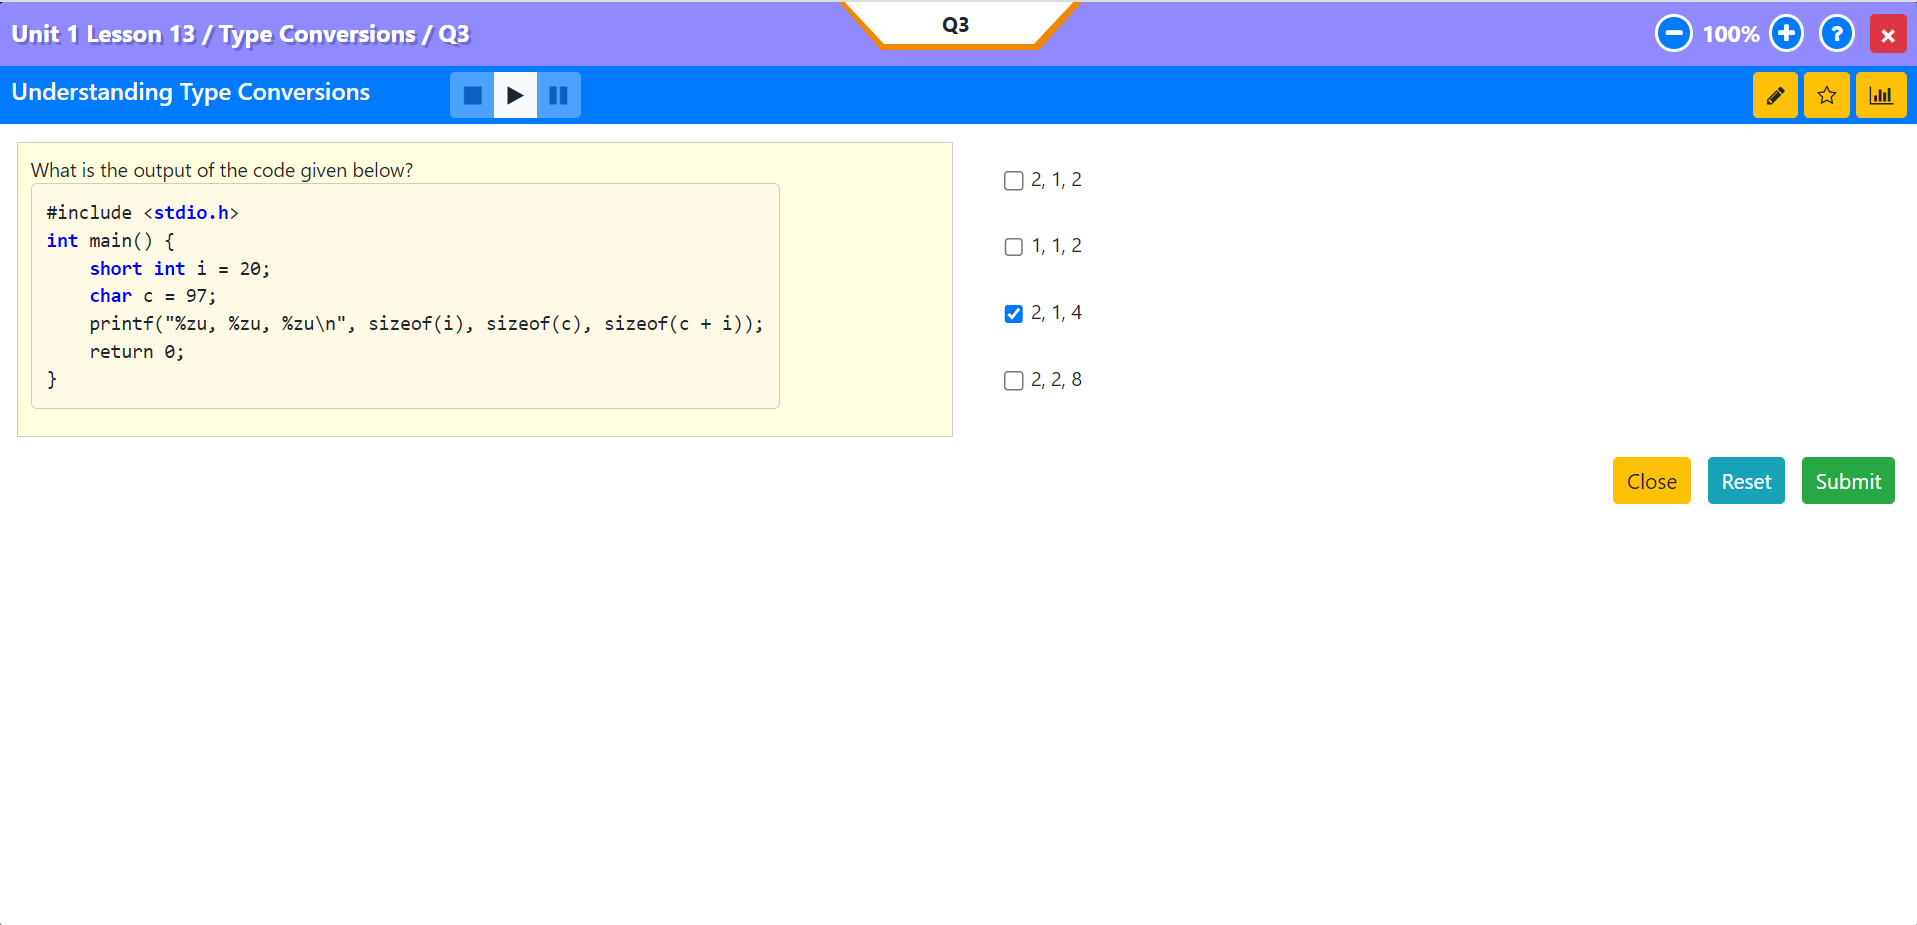 Unit 1 Lesson 13 / Type Conversions / Q3
Q3
100%
?
Understanding Type Conversions
What is the output of the code given below?
#include <stdio.h>
int main() {
    short int i = 20;
    char c = 97;
    printf("%zu, %zu, %zu\n", sizeof(i), sizeof(c), sizeof(c + i));
    return 0;
}
2, 1, 2
1, 1, 2
2, 1, 4
2, 2, 8
Close
Reset
Submit